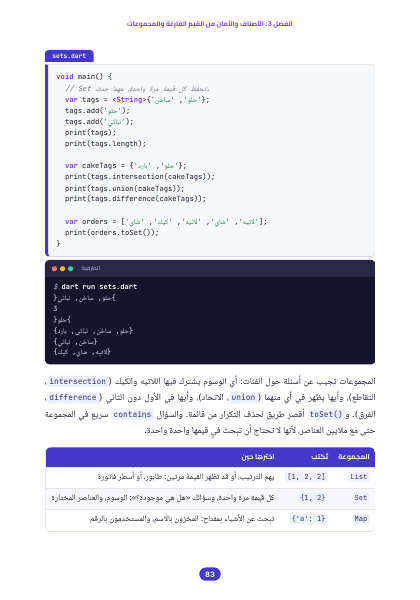 الفصل 3: الأصناف والأمان من القيم الفارغة والمجموعات
sets.dart
void main() {
// Set تحتفظ كل قيمة مرة واحدة، مهما حدث.
var tags = <String>{'حلو', 'ساخن'};
tags.add('حلو');
tags.add('نباتي');
print(tags);
print(tags.length);
var cakeTags = {'حلو', 'بارد'};
print(tags.intersection(cakeTags));
print(tags.union(cakeTags));
print(tags.difference(cakeTags));
var orders = ['لاتيه', 'شاي', 'لاتيه', 'كيك', 'شاي'];
print(orders.toSet());
}
الطرفية
$ dart run sets.dart
{حلو, ساخن, نباتي}
3
{حلو}
{حلو, ساخن, نباتي, بارد}
{ساخن, نباتي}
{لاتيه, شاي, كيك}
المجموعات تجيب عن أسئلة حول الفئات: أي الوسوم يشترك فيها اللاتيه والكيك (intersection،
التقاطع)، وأيها يظهر في أي منهما (union، الاتحاد)، وأيها في الأول دون الثاني (difference،
الفرق). و toSet() أقصر طريق لحذف التكرار من قائمة. والسؤال contains سريع في المجموعة
حتى مع ملايين العناصر، لأنها لا تحتاج أن تبحث في قيمها واحدة واحدة.
المجموعة تُكتب اخترها حين
List [1, 2, 2] يهم الترتيب، أو قد تظهر القيمة مرتين: طابور، أو أسطر فاتورة
Set {1, 2} كل قيمة مرة واحدة، وسؤالك «هل هي موجودة؟»: الوسوم، والعناصر المختارة
Map {'a': 1} تبحث عن الأشياء بمفتاح: المخزون بالاسم، والمستخدمون بالرقم
83